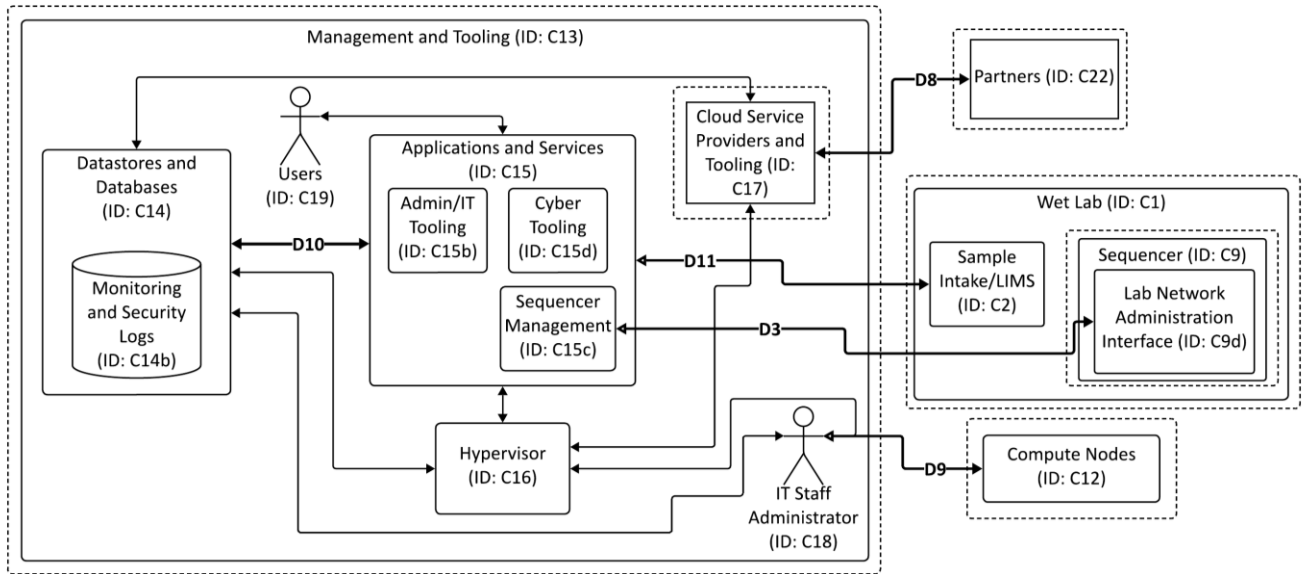 Management and Tooling (ID: C13)
D8
Partners (ID: C22)
Users
(ID: C19)
Datastores and
Databases
(ID: C14)
Monitoring
and Security
Logs
(ID: C14b)
D10
Applications and Services
(ID: C15)
Admin/IT
Tooling
(ID: C15b)
Cyber
Tooling
(ID: C15d)
Sequencer
Management
(ID: C15c)
Cloud Service
Providers and
Tooling (ID:
C17)
Wet Lab (ID: C1)
D11
Sample
Intake/LIMS
(ID: C2)
Sequencer (ID: C9)
Lab Network
Administration
Interface (ID: C9d)
D3
Hypervisor
(ID: C16)
IT Staff
Administrator
(ID: C18)
D9
Compute Nodes
(ID: C12)